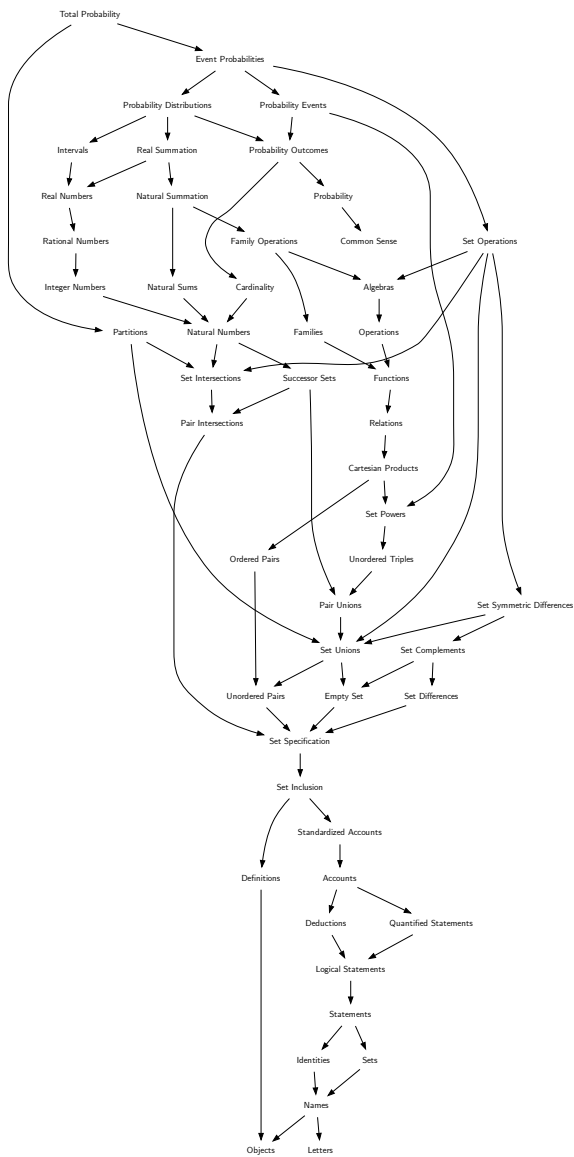 Total Probability
Event Probabilities
Probability Distributions
Probability Events
Intervals
Real Summation
Probability Outcomes
Real Numbers
Natural Summation
Probability
Rational Numbers
Family Operations
Common Sense
Set Operations
Integer Numbers
Natural Sums
Cardinality
Algebras
Partitions
Natural Numbers
Families
Operations
Set Intersections
Successor Sets
Functions
Pair Intersections
Relations
Cartesian Products
Set Powers
Ordered Pairs
Unordered Triples
Pair Unions
Set Symmetric Differences
Set Unions
Set Complements
Unordered Pairs
Empty Set
Set Differences
Set Specification
Set Inclusion
Standardized Accounts
Definitions
Accounts
Deductions
Quantified Statements
Logical Statements
Statements
Identities
Sets
Names
Objects
Letters